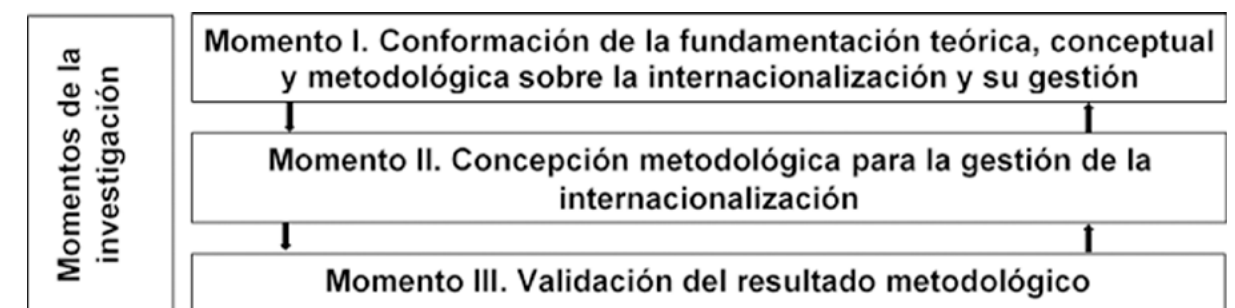 Momentos de la
investigación
Momento I. Conformación de la fundamentación teórica, conceptual
y metodológica sobre la internacionalización y su gestión
Momento II. Concepción metodológica para la gestión de la
internacionalización
Momento III. Validación del resultado metodológico